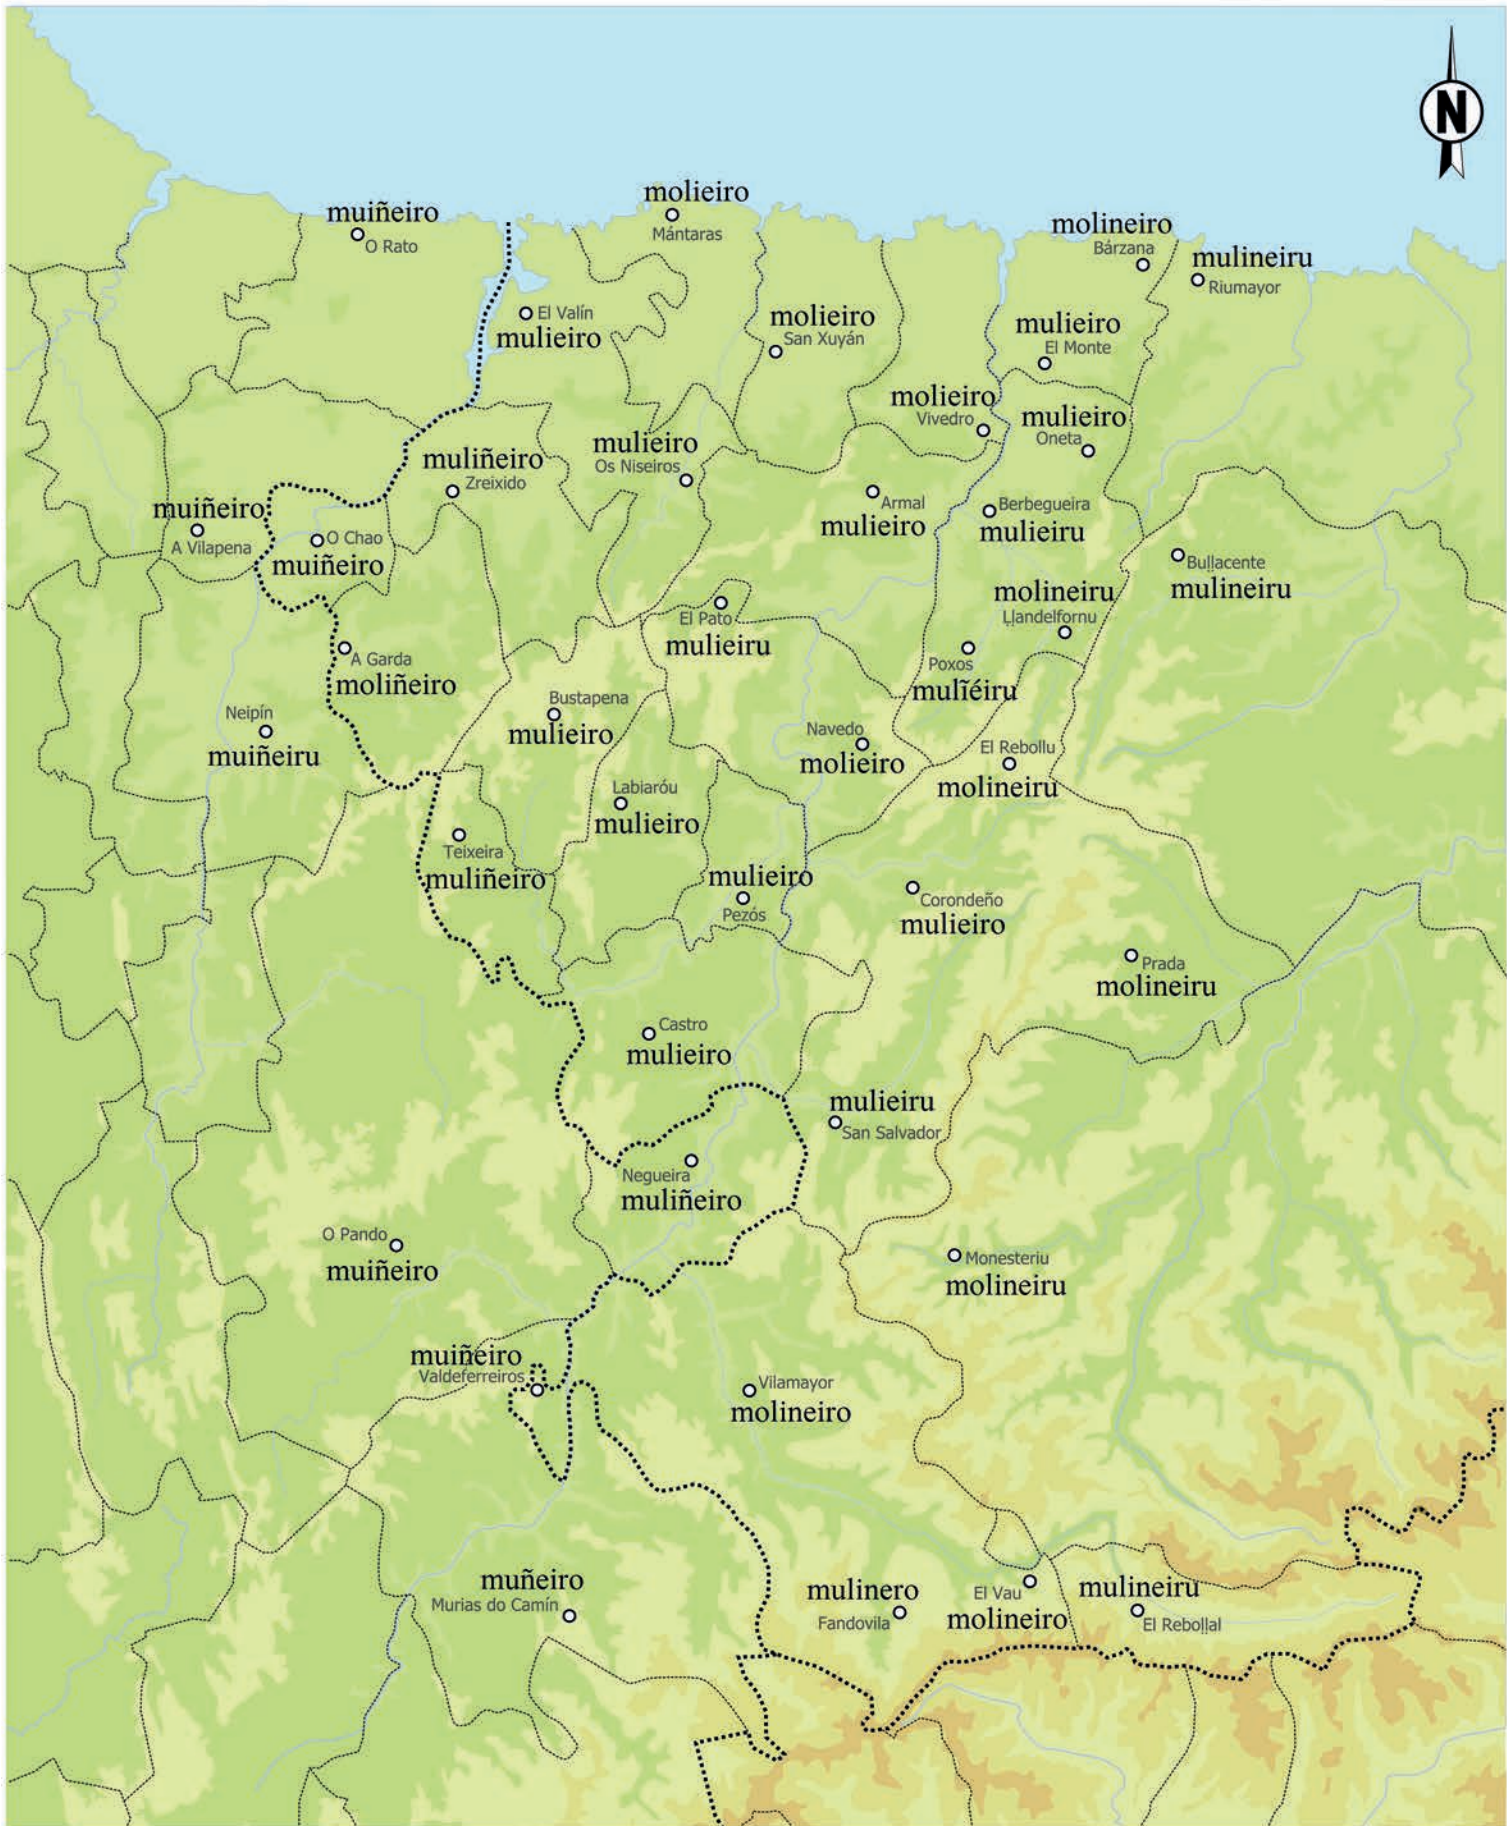 N
molieiro
Mántaras
muiñeiro
O Rato
molineiro
Bárzana
mulineiru
Riumayor
El Valín
mulieiro
molieiro
San Xuyán
mulieiro
El Monte
molieiro
Vivedro
mulieiro
Oneta
mulieiro
Os Niseiros
muliñeiro
Zreixido
Armal
mulieiro
Berbegueira
mulieiru
muiñeiro
A Vilapena
O Chao
muiñeiro
Buḷḷacente
mulineiru
molineiru
Ḷḷandelfornu
El Pato
mulieiru
A Garda
moliñeiro
Poxos
mulĩéiru
Bustapena
mulieiro
Neipín
muiñeiru
Navedo
molieiro
El Rebollu
molineiru
Labiaróu
mulieiro
Teixeira
muliñeiro
mulieiro
Pezós
Corondeño
mulieiro
Prada
molineiru
Castro
mulieiro
mulieiru
San Salvador
Negueira
muliñeiro
O Pando
muiñeiro
Monesteriu
molineiru
muiñeiro
Valdeferreiros
Vilamayor
molineiro
muñeiro
Murias do Camín
mulinero
Fandovila
El Vau
molineiro
mulineiru
El Reboḷḷal